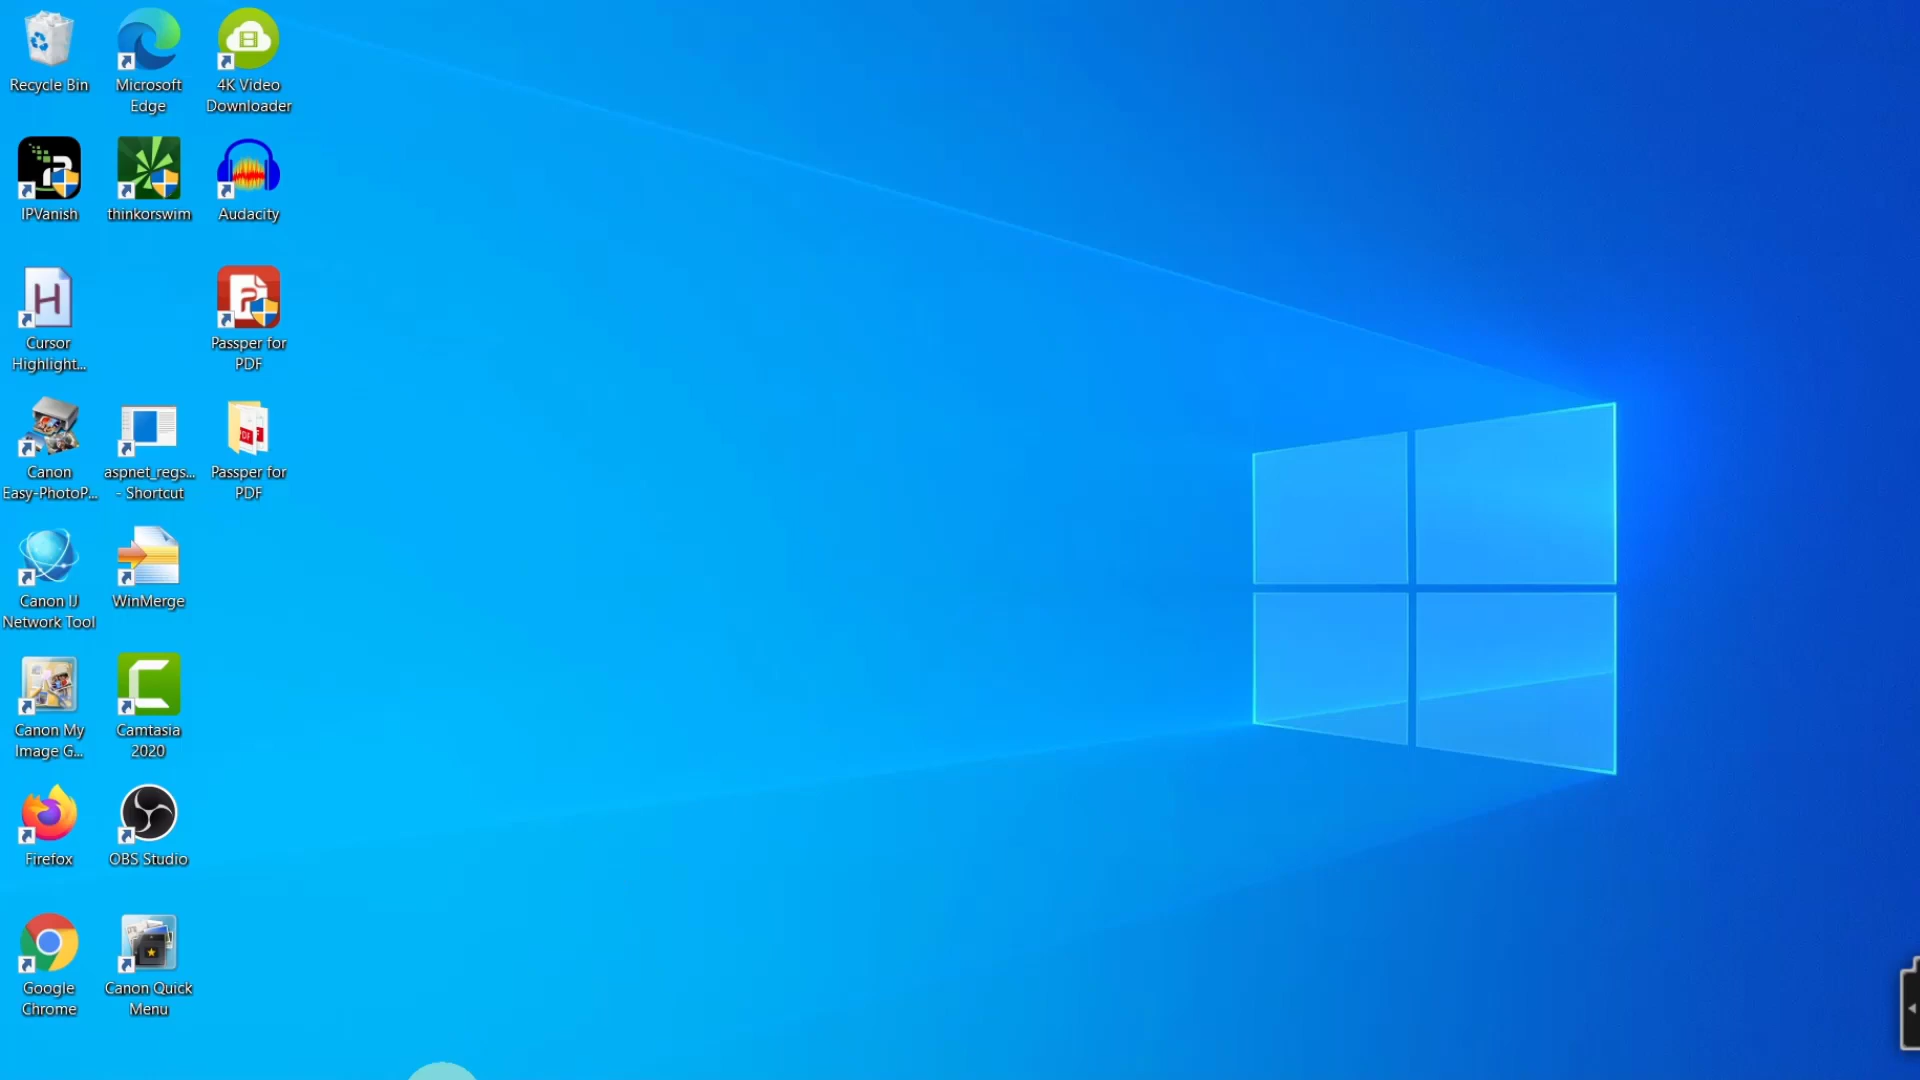 Recycle Bin
Microsoft
Edge
4K Video
Downloader
IPVanish
thinkorswim
Audacity
Cursor
Highlight...
Passper for
PDF
Canon
Easy-PhotoP...
aspnet_regs...
- Shortcut
Passper for
PDF
Canon IJ
Network Tool
WinMerge
Canon My
Image G...
Camtasia
2020
Firefox
OBS Studio
Google
Chrome
Canon Quick
Menu